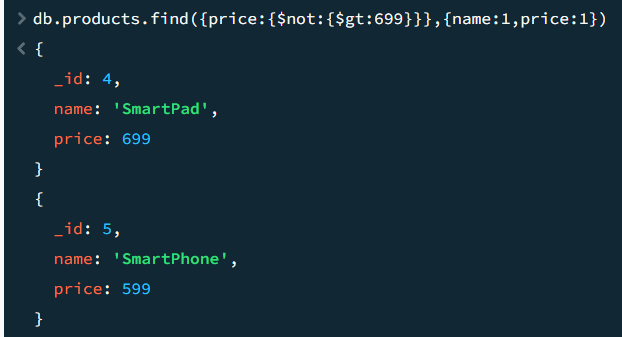 > db.products.find({price:{$not:{$gt:699}}},{name:1,price:1})
< {
_id: 4,
name: 'SmartPad',
price: 699
}
{
_id: 5,
name: 'SmartPhone',
price: 599
}